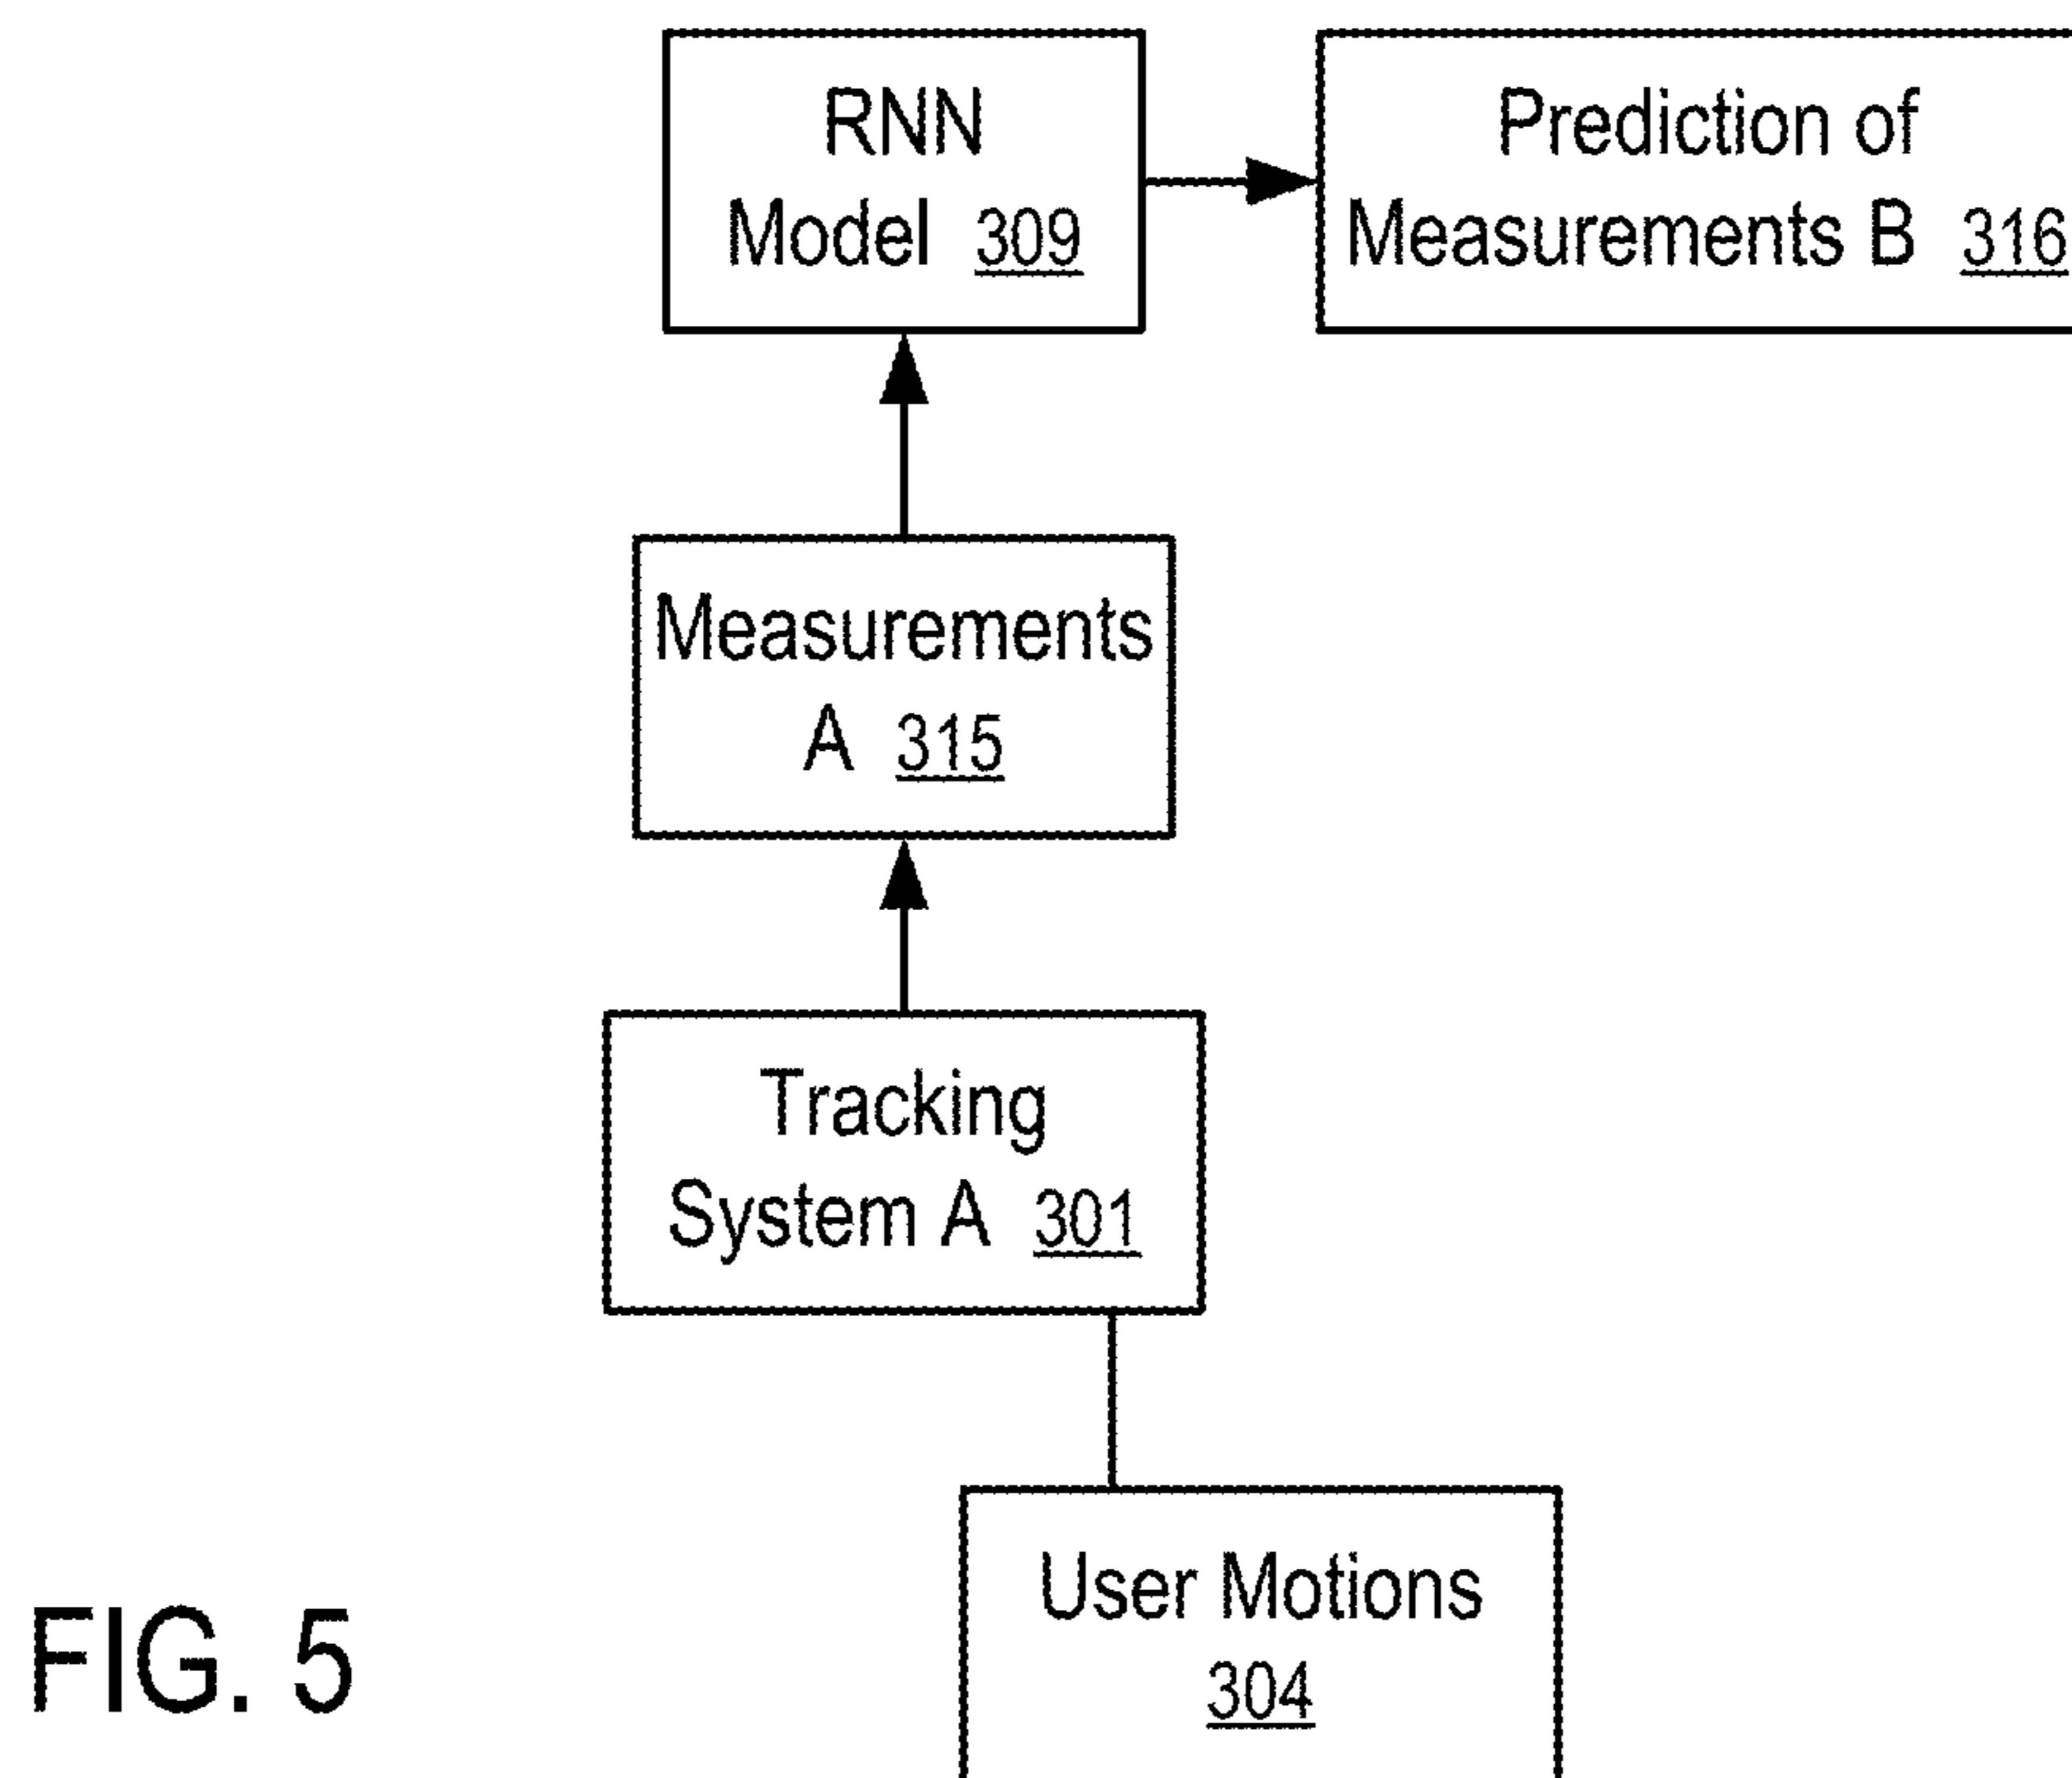 RNN
Model 309
Prediction of
Measurements B 316
Measurements
A 315
Tracking
System A 301
User Motions
304
FIG. 5